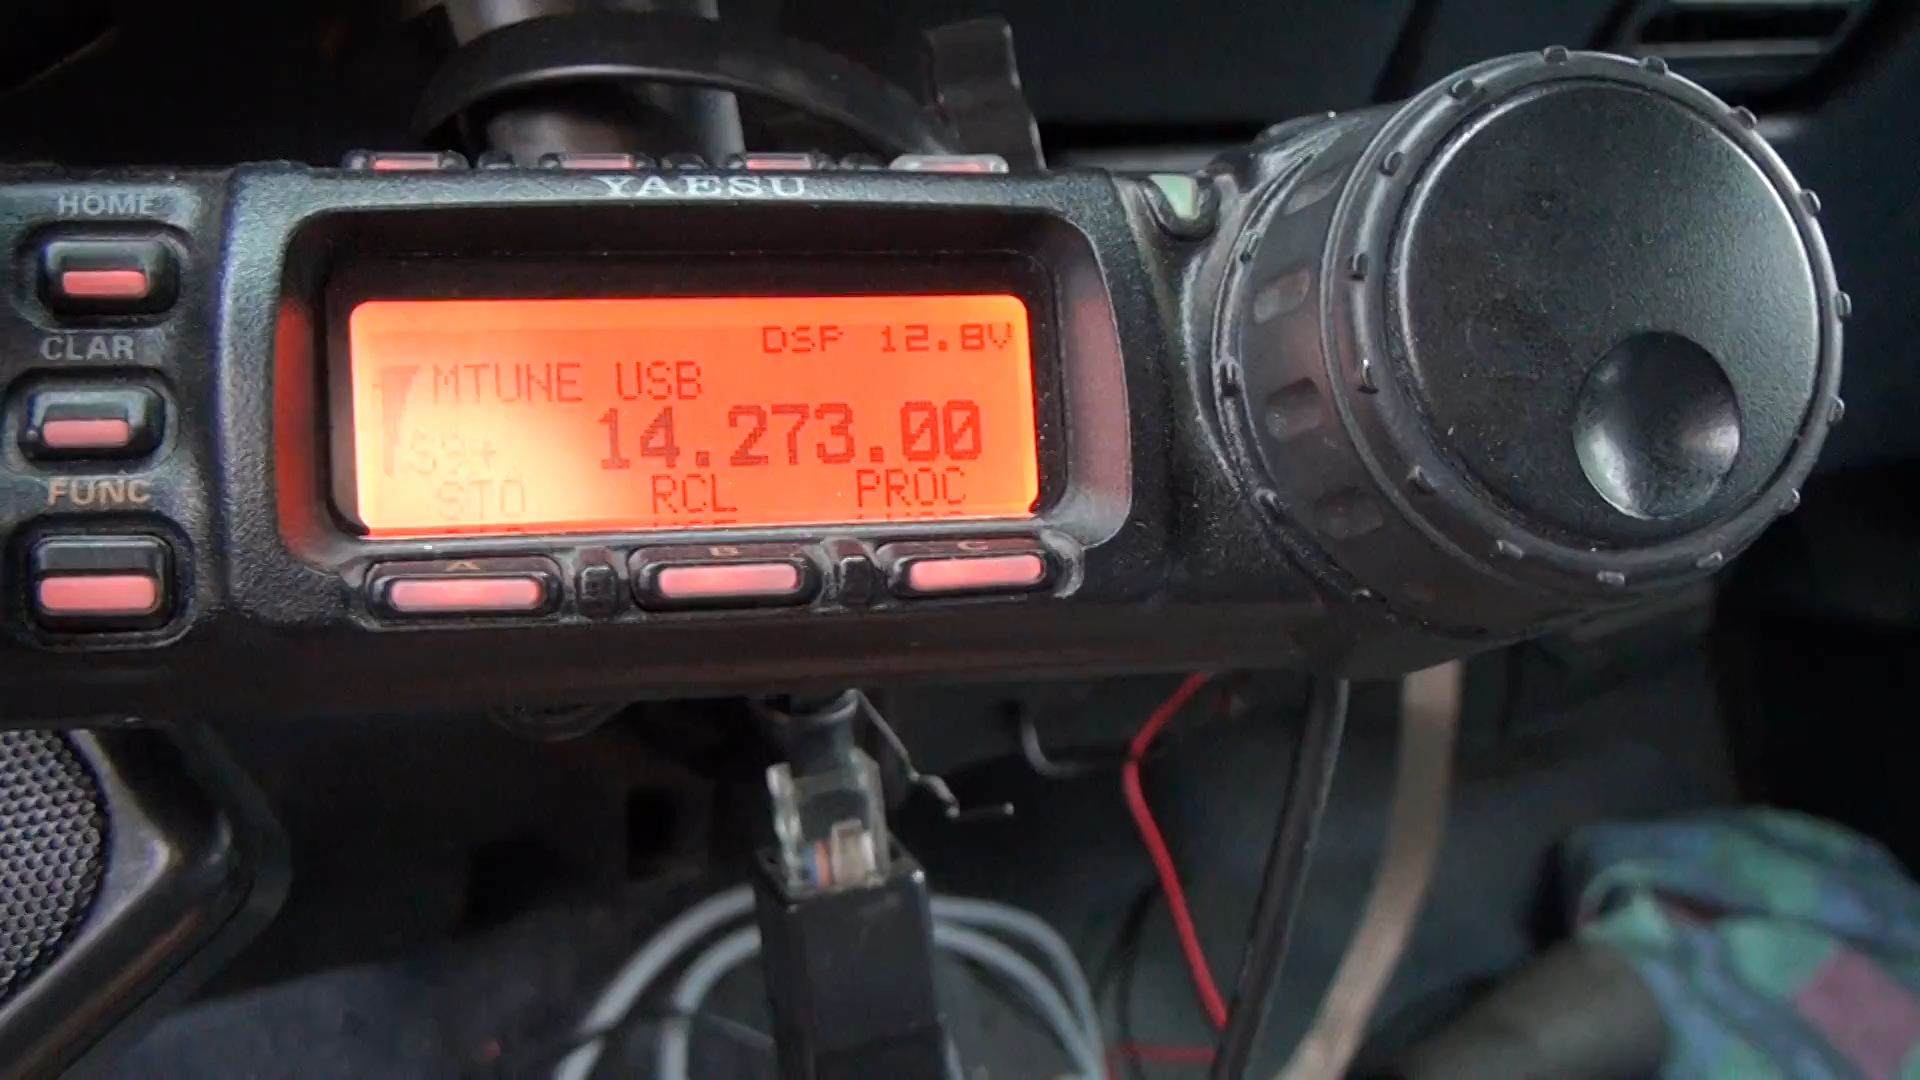 YAESU
HOME
CLAR
FUNC
DSP 12.8V
MTUNE USB
14.273.00
S9+
STO RCL PROC
A B C